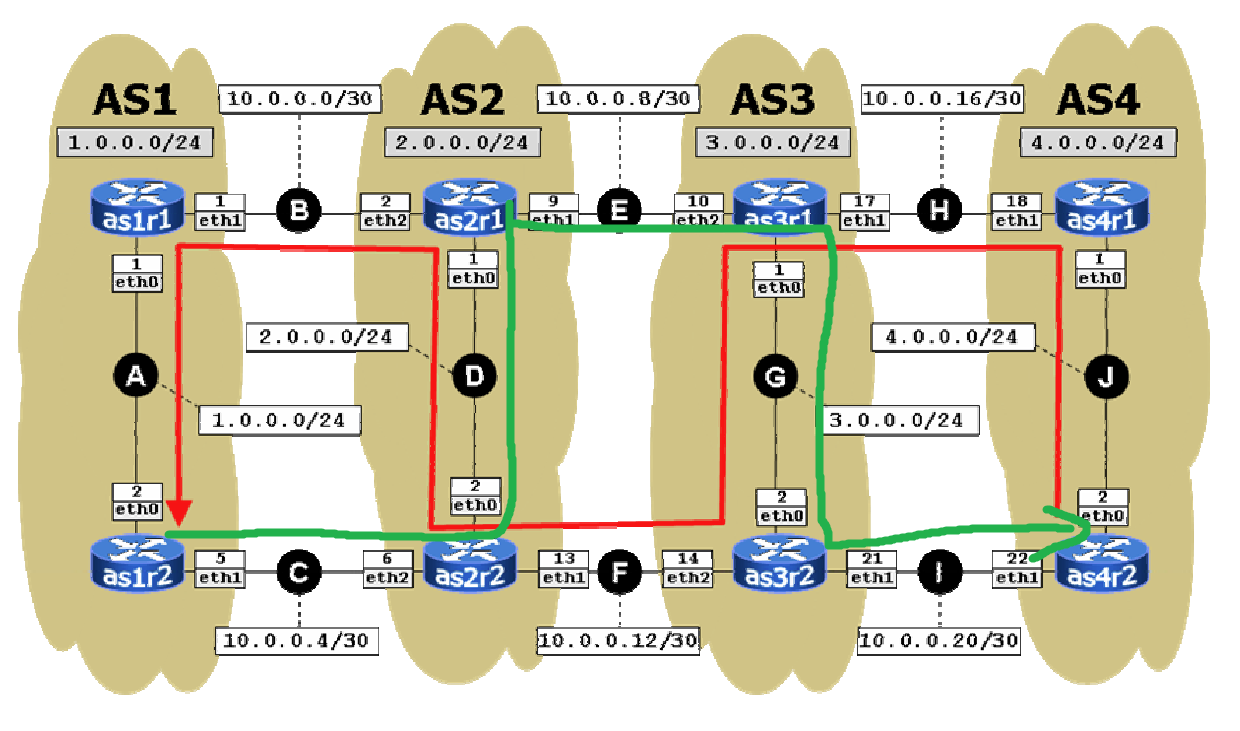 AS1
10.0.0.0/30
AS2
10.0.0.8/30
AS3
10.0.0.16/30
AS4
1.0.0.0/24
2.0.0.0/24
3.0.0.0/24
4.0.0.0/24
as1r1
1
eth1
B
2
eth2
as2r1
9
eth1
E
10
eth2
as3r1
17
eth1
H
18
eth1
as4r1
1
eth0
1
eth0
1
eth0
1
eth0
2.0.0.0/24
4.0.0.0/24
A
D
G
J
1.0.0.0/24
3.0.0.0/24
2
eth0
2
eth0
2
eth0
2
eth0
as1r2
5
eth1
C
6
eth2
as2r2
13
eth1
F
14
eth2
as3r2
21
eth1
I
22
eth1
as4r2
10.0.0.4/30
10.0.0.12/30
10.0.0.20/30